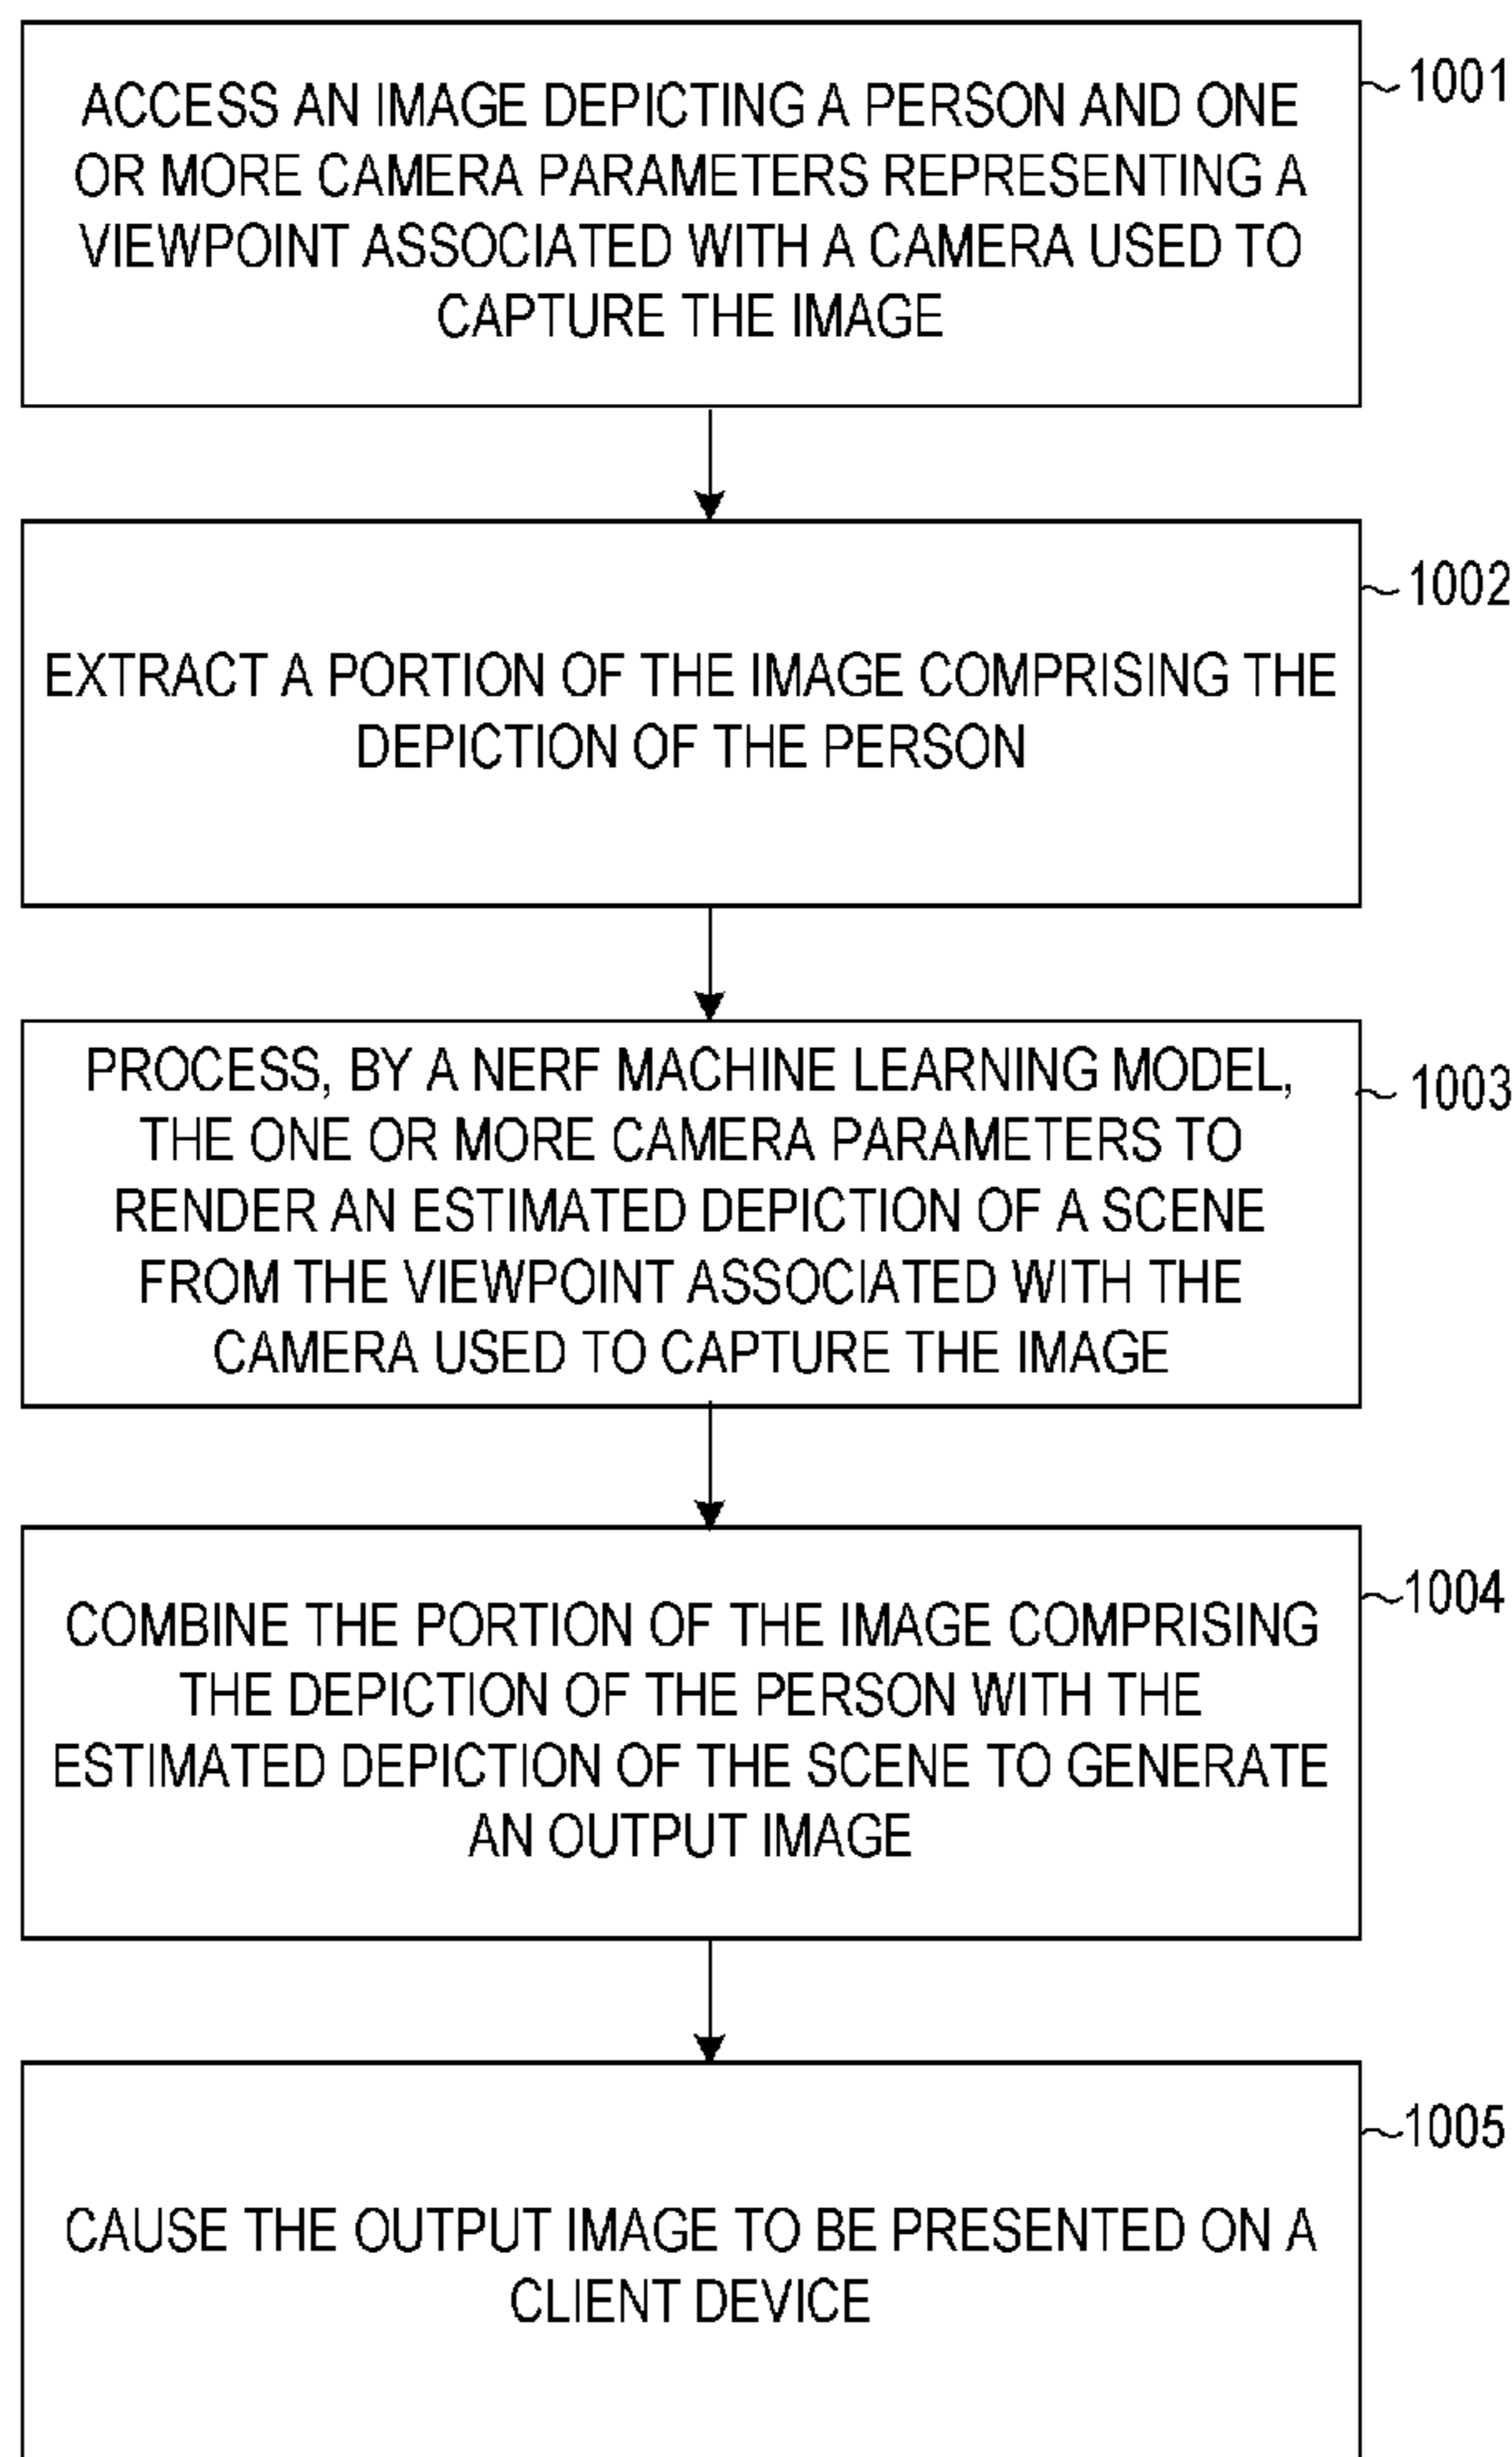 ACCESS AN IMAGE DEPICTING A PERSON AND ONE
OR MORE CAMERA PARAMETERS REPRESENTING A
VIEWPOINT ASSOCIATED WITH A CAMERA USED TO
CAPTURE THE IMAGE
1001
EXTRACT A PORTION OF THE IMAGE COMPRISING THE
DEPICTION OF THE PERSON
1002
PROCESS, BY A NERF MACHINE LEARNING MODEL,
THE ONE OR MORE CAMERA PARAMETERS TO
RENDER AN ESTIMATED DEPICTION OF A SCENE
FROM THE VIEWPOINT ASSOCIATED WITH THE
CAMERA USED TO CAPTURE THE IMAGE
1003
COMBINE THE PORTION OF THE IMAGE COMPRISING
THE DEPICTION OF THE PERSON WITH THE
ESTIMATED DEPICTION OF THE SCENE TO GENERATE
AN OUTPUT IMAGE
1004
CAUSE THE OUTPUT IMAGE TO BE PRESENTED ON A
CLIENT DEVICE
1005